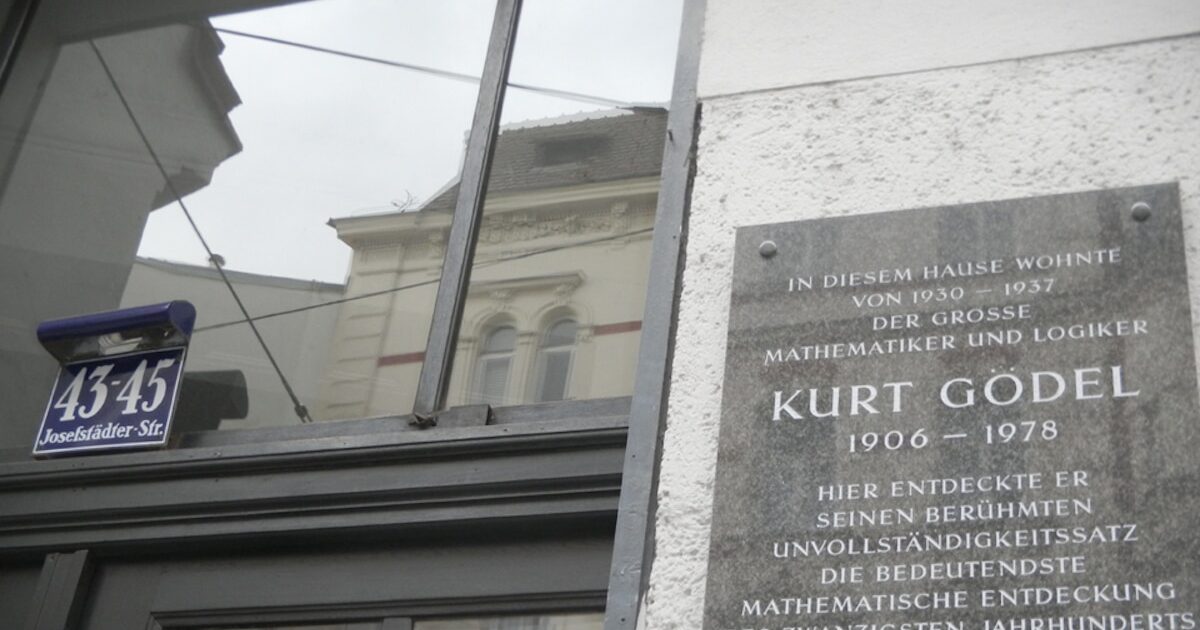 43-45
Josefstädter-Str.
IN DIESEM HAUSE WOHNTE
VON 1930 – 1937
DER GROSSE
MATHEMATIKER UND LOGIKER
KURT GÖDEL
1906 – 1978
HIER ENTDECKTE ER
SEINEN BERÜHMTEN
UNVOLLSTÄNDIGKEITSSATZ
DIE BEDEUTENDSTE
MATHEMATISCHE ENTDECKUNG
ZWANZIGSTEN JAHRHUNDERTS